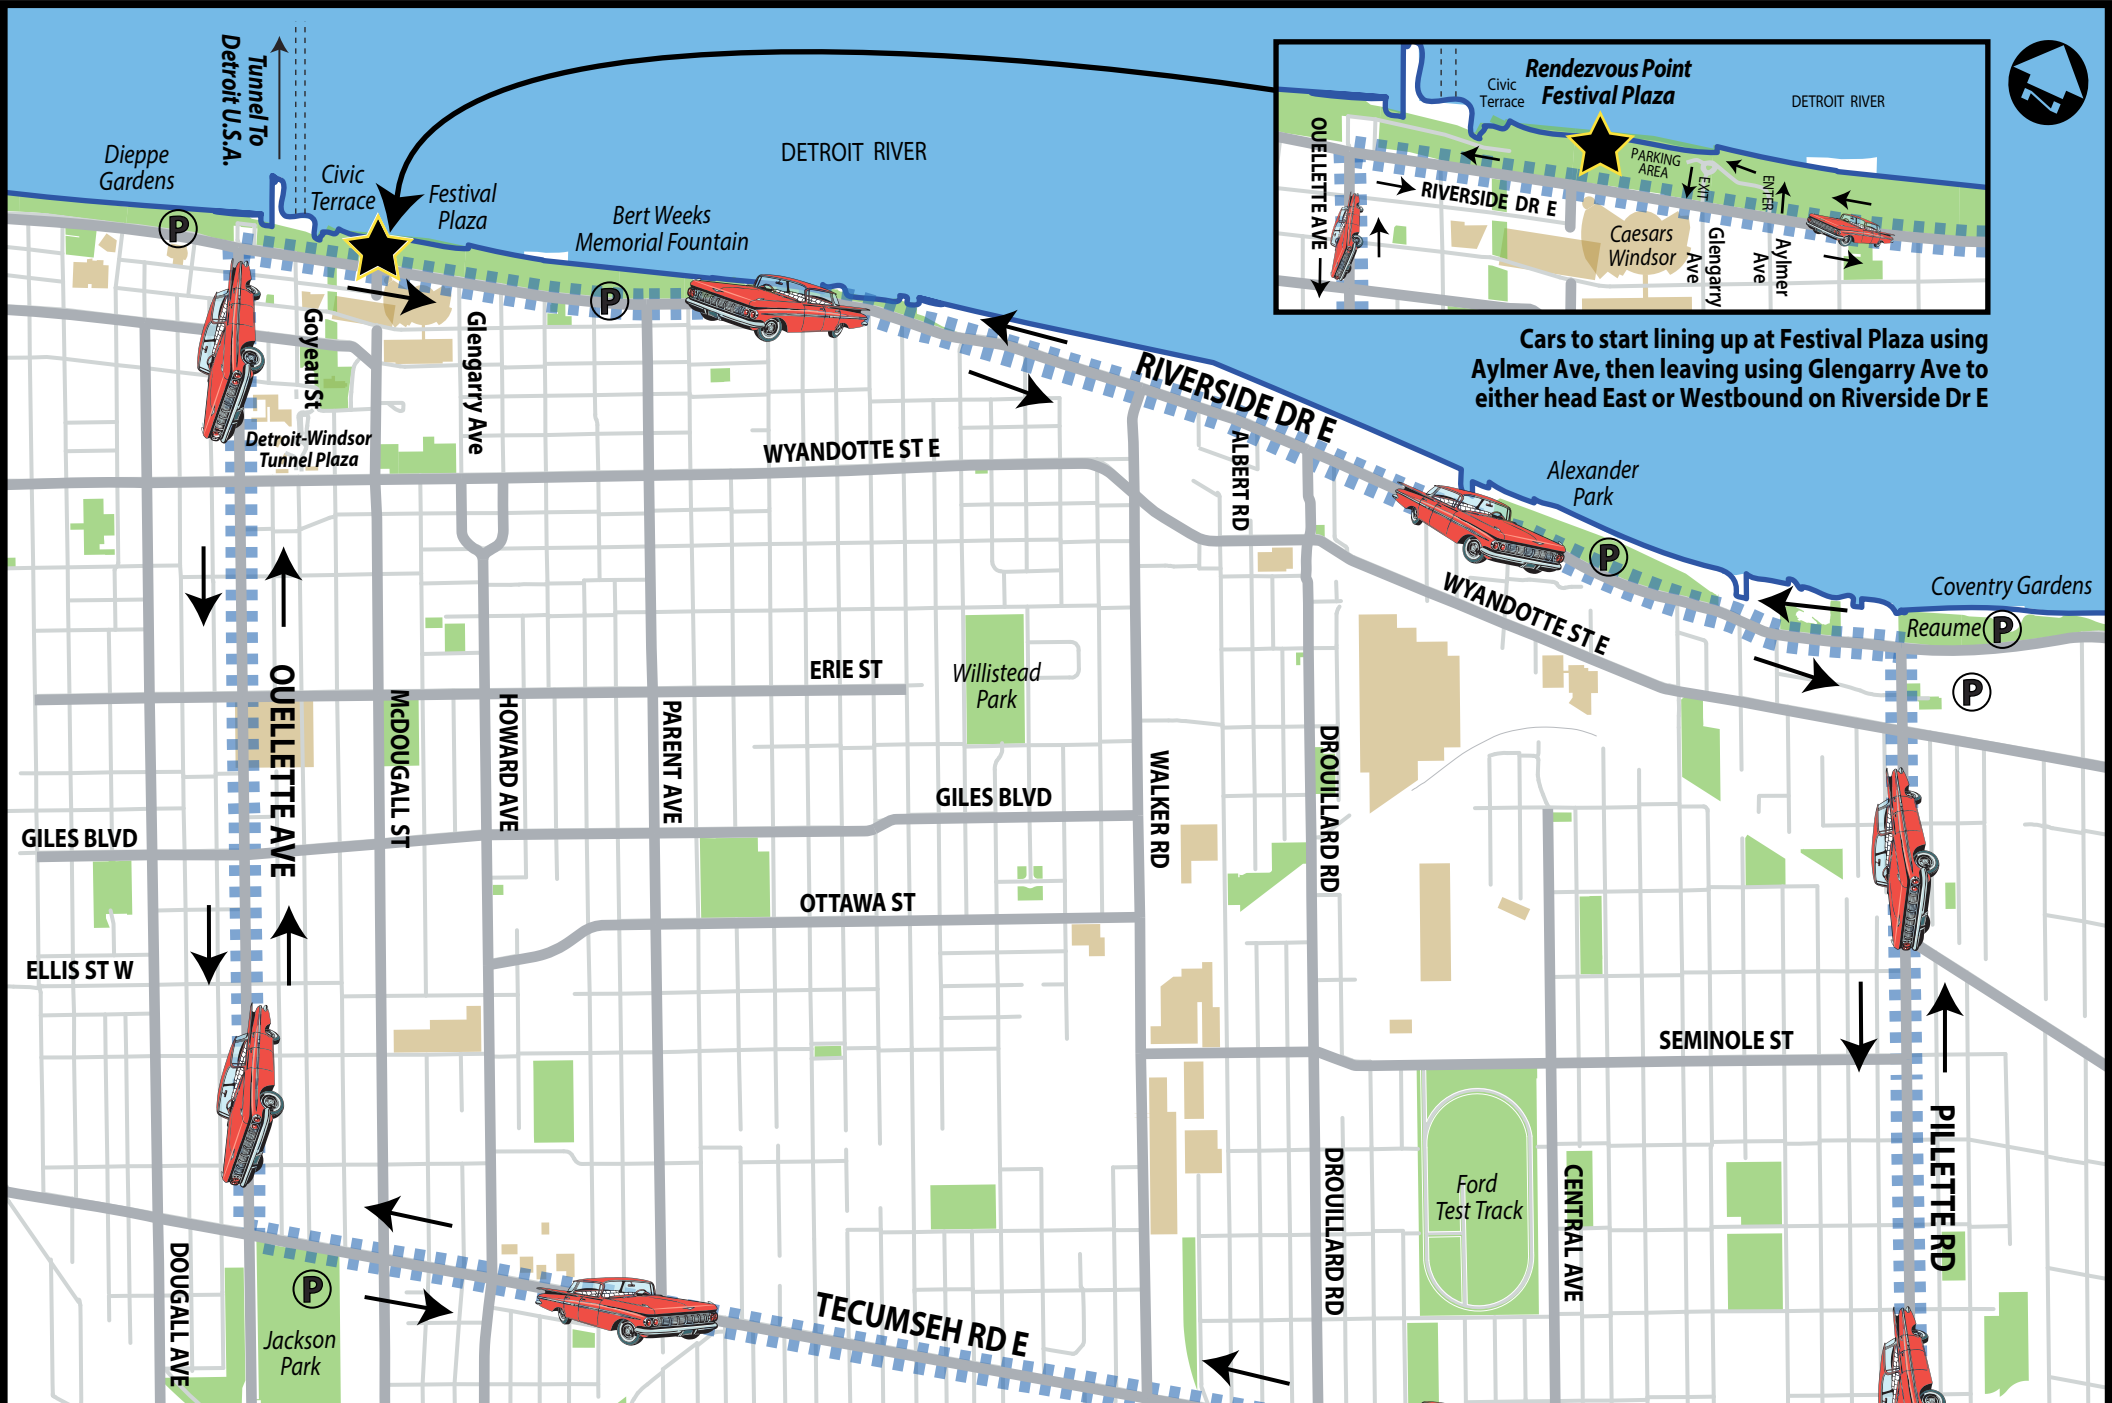 Tunnel To
Detroit U.S.A.
Dieppe
Gardens
Civic
Terrace
Festival
Plaza
Bert Weeks
Memorial Fountain
DETROIT RIVER
P
P
Rendezvous Point
Festival Plaza
Civic
Terrace
DETROIT RIVER
OUELLETTE AVE
PARKING
AREA
EXIT
ENTER
RIVERSIDE DR E
Caesars
Windsor
Glengarry
Ave
Aylmer
Ave
Cars to start lining up at Festival Plaza using
Aylmer Ave, then leaving using Glengarry Ave to
either head East or Westbound on Riverside Dr E
Goyeau St
Glengarry Ave
Detroit-Windsor
Tunnel Plaza
RIVERSIDE DR E
WYANDOTTE ST E
ALBERT RD
Alexander
Park
P
WYANDOTTE ST E
Coventry Gardens
Reaume
P
P
ERIE ST
Willistead
Park
OUELLETTE AVE
McDOUGALL ST
HOWARD AVE
PARENT AVE
WALKER RD
DROUILLARD RD
GILES BLVD
GILES BLVD
OTTAWA ST
ELLIS ST W
SEMINOLE ST
PILLETTE RD
Ford
Test Track
DROUILLARD RD
CENTRAL AVE
DOUGALL AVE
P
Jackson
Park
TECUMSEH RD E